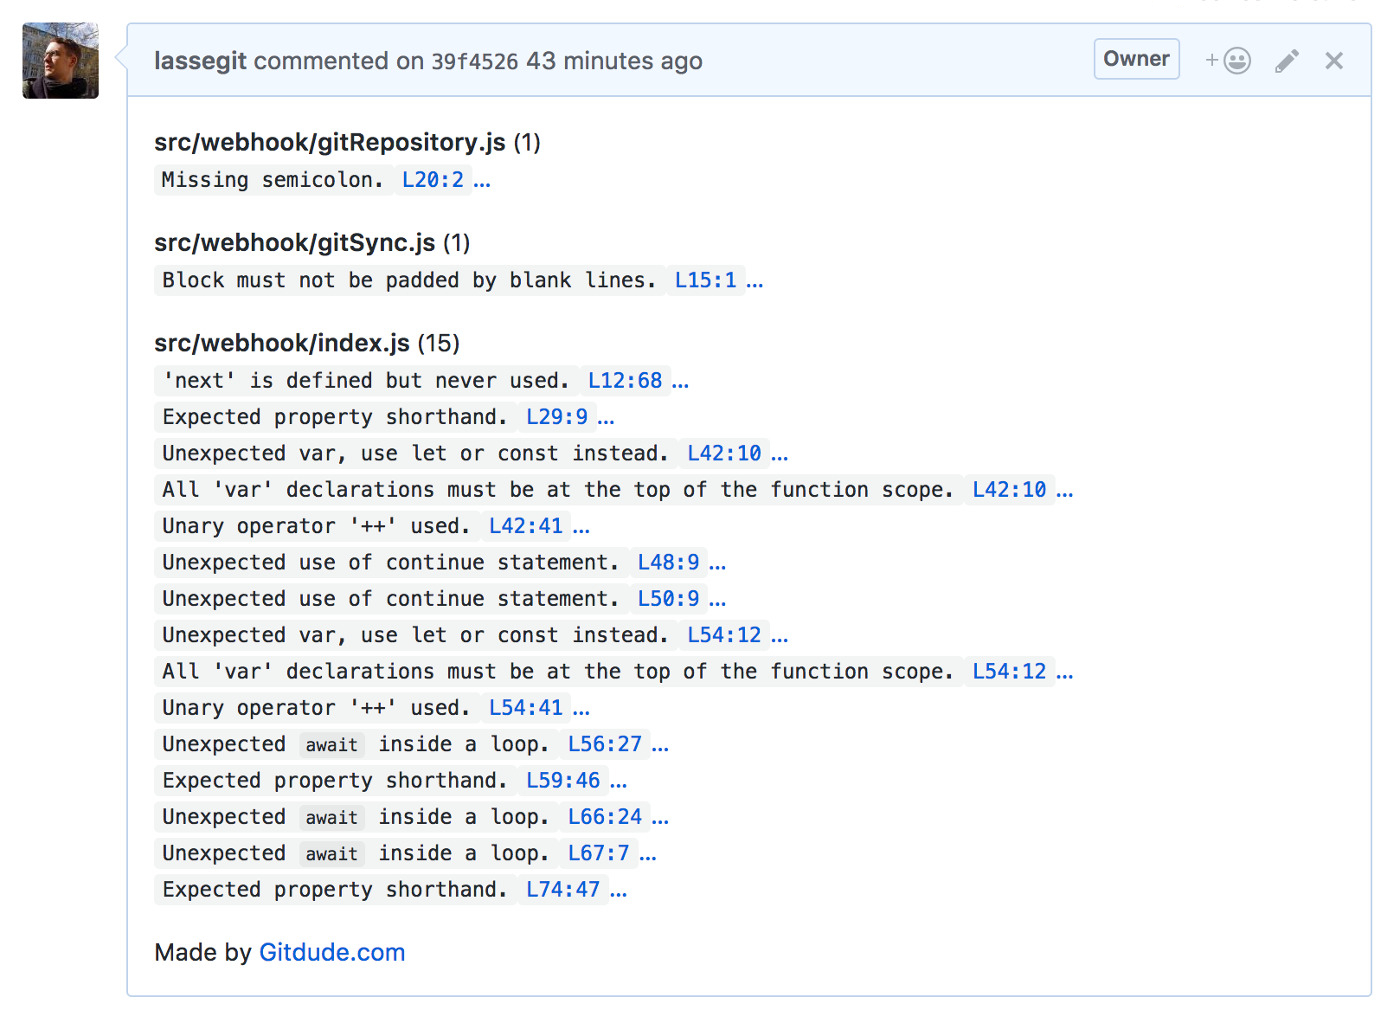 lassegit commented on 39f4526 43 minutes ago
Owner
+
src/webhook/gitRepository.js (1)
Missing semicolon. L20:2 ...
src/webhook/gitSync.js (1)
Block must not be padded by blank lines. L15:1 ...
src/webhook/index.js (15)
'next' is defined but never used. L12:68 ...
Expected property shorthand. L29:9 ...
Unexpected var, use let or const instead. L42:10 ...
All 'var' declarations must be at the top of the function scope. L42:10 ...
Unary operator '++' used. L42:41 ...
Unexpected use of continue statement. L48:9 ...
Unexpected use of continue statement. L50:9 ...
Unexpected var, use let or const instead. L54:12 ...
All 'var' declarations must be at the top of the function scope. L54:12 ...
Unary operator '++' used. L54:41 ...
Unexpected await inside a loop. L56:27 ...
Expected property shorthand. L59:46 ...
Unexpected await inside a loop. L66:24 ...
Unexpected await inside a loop. L67:7 ...
Expected property shorthand. L74:47 ...
Made by Gitdude.com